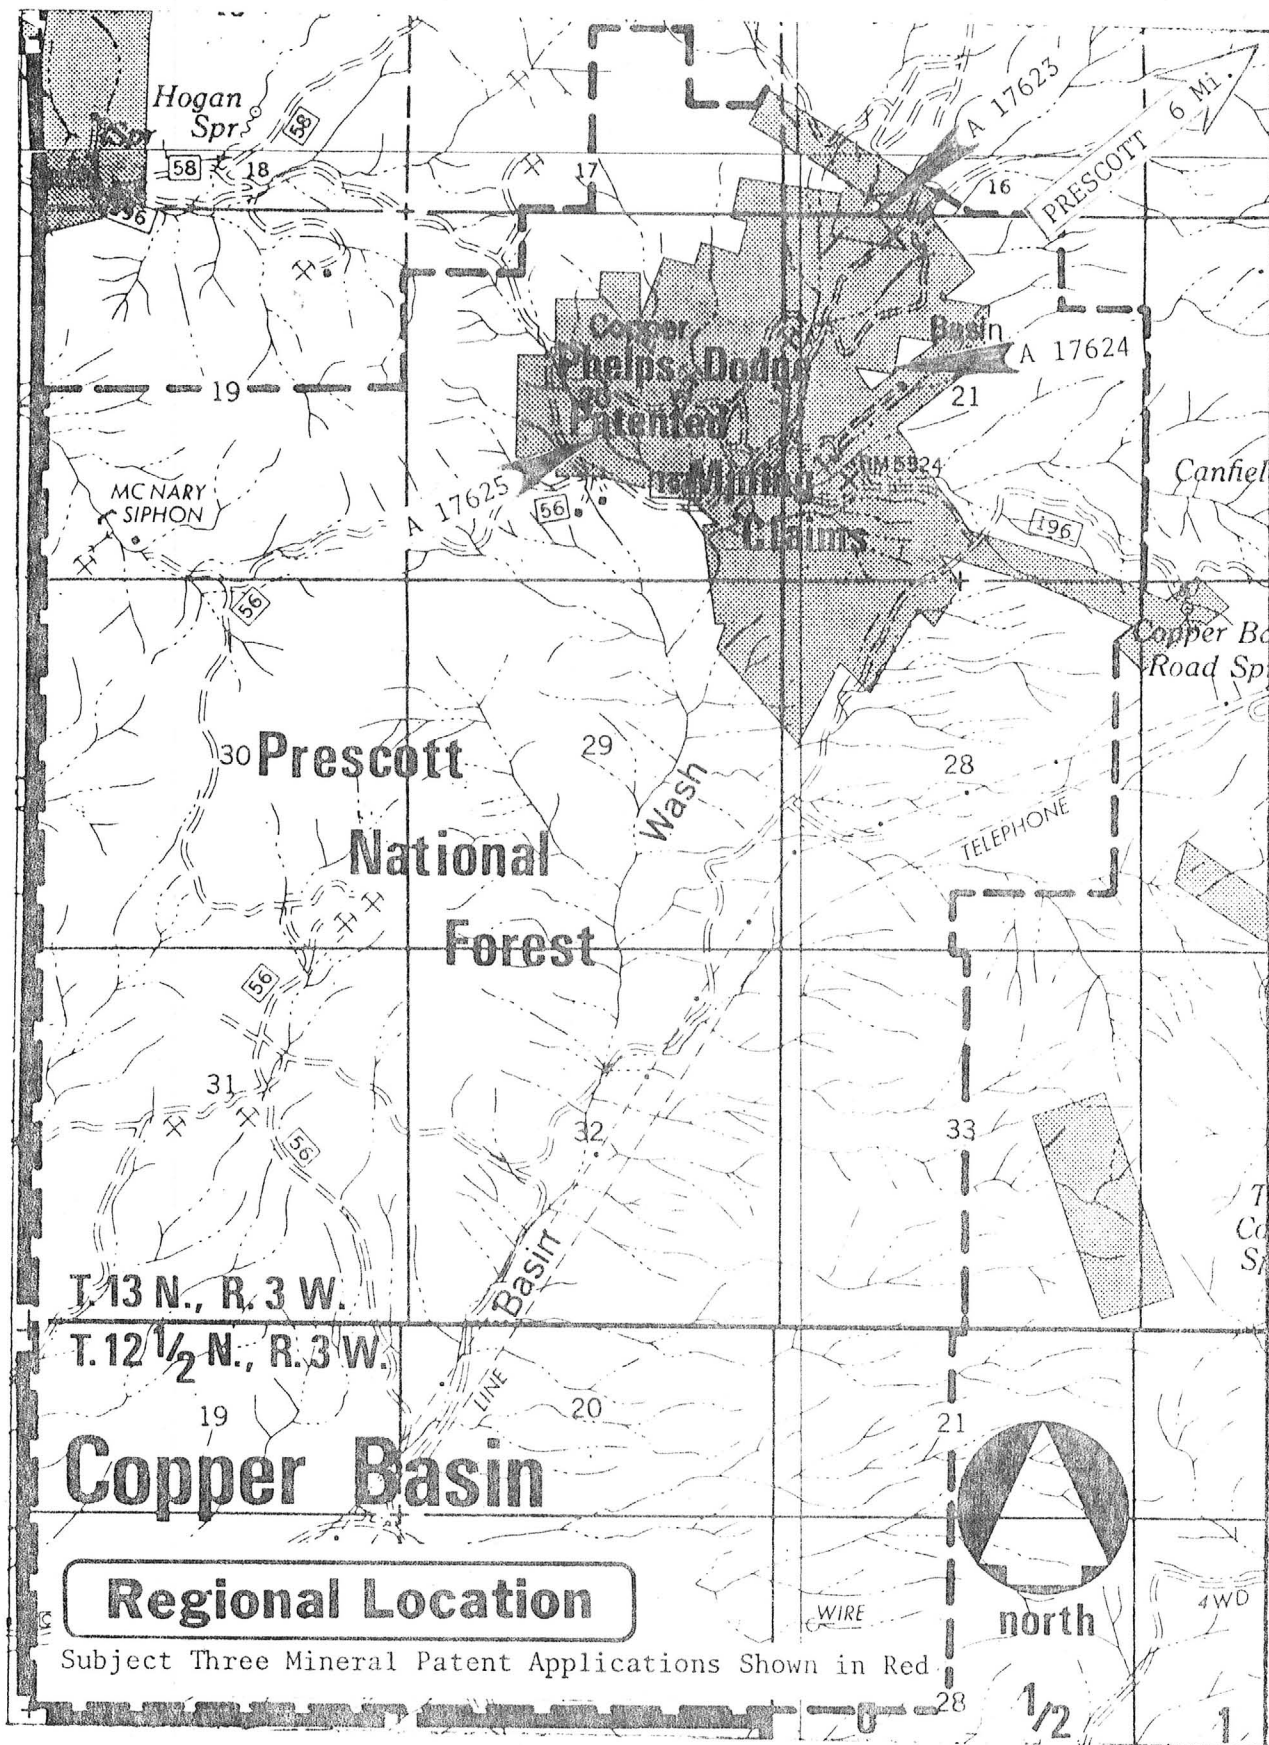 Hogan
Spr
58
58
18
17
16
A 17623
PRESCOTT 6 Mi.
Copper
Basin
Phelps Dodge
Patented
Mining
Claims
A 17624
19
21
A 17625
56
196
MC NARY
SIPHON
Canfiel
56
Copper Ba
Road Sp
30
Prescott
National
Forest
29
28
Wash
TELEPHONE
56
31
56
32
33
Basin
T
Co
T. 13 N., R. 3 W.
T. 12 1/2 N., R. 3 W.
LINE
19
20
21
Copper Basin
Regional Location
WIRE
north
4WD
Subject Three Mineral Patent Applications Shown in Red
28
0
1/2
1